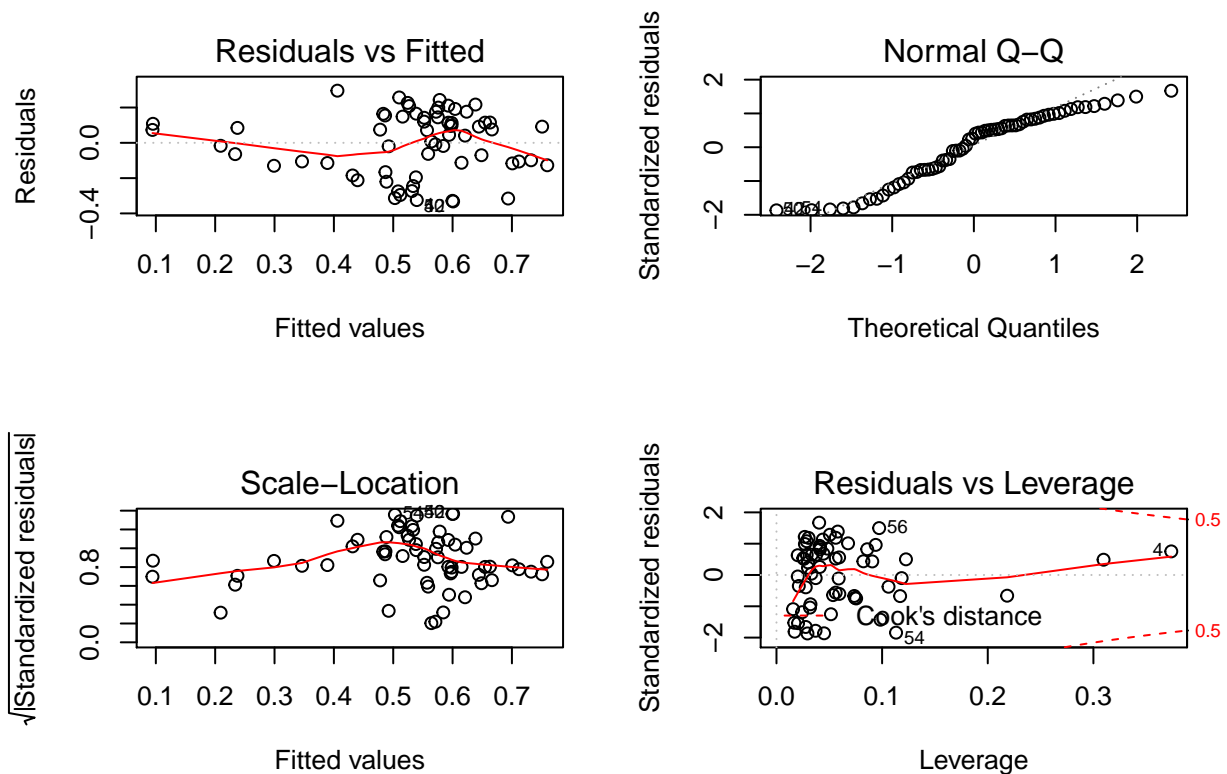 Residuals vs Fitted
Residuals
0.0
−0.4
0.1 0.2 0.3 0.4 0.5 0.6 0.7
Fitted values
Normal Q−Q
Standardized residuals
2
0
−2
54
−2 −1 0 1 2
Theoretical Quantiles
Scale−Location
√|Standardized residuals|
0.8
0.0
0.1 0.2 0.3 0.4 0.5 0.6 0.7
Fitted values
Residuals vs Leverage
Standardized residuals
2
0
−2
0.5
0.5
56
4
54
Cook's distance
0.0 0.1 0.2 0.3
Leverage